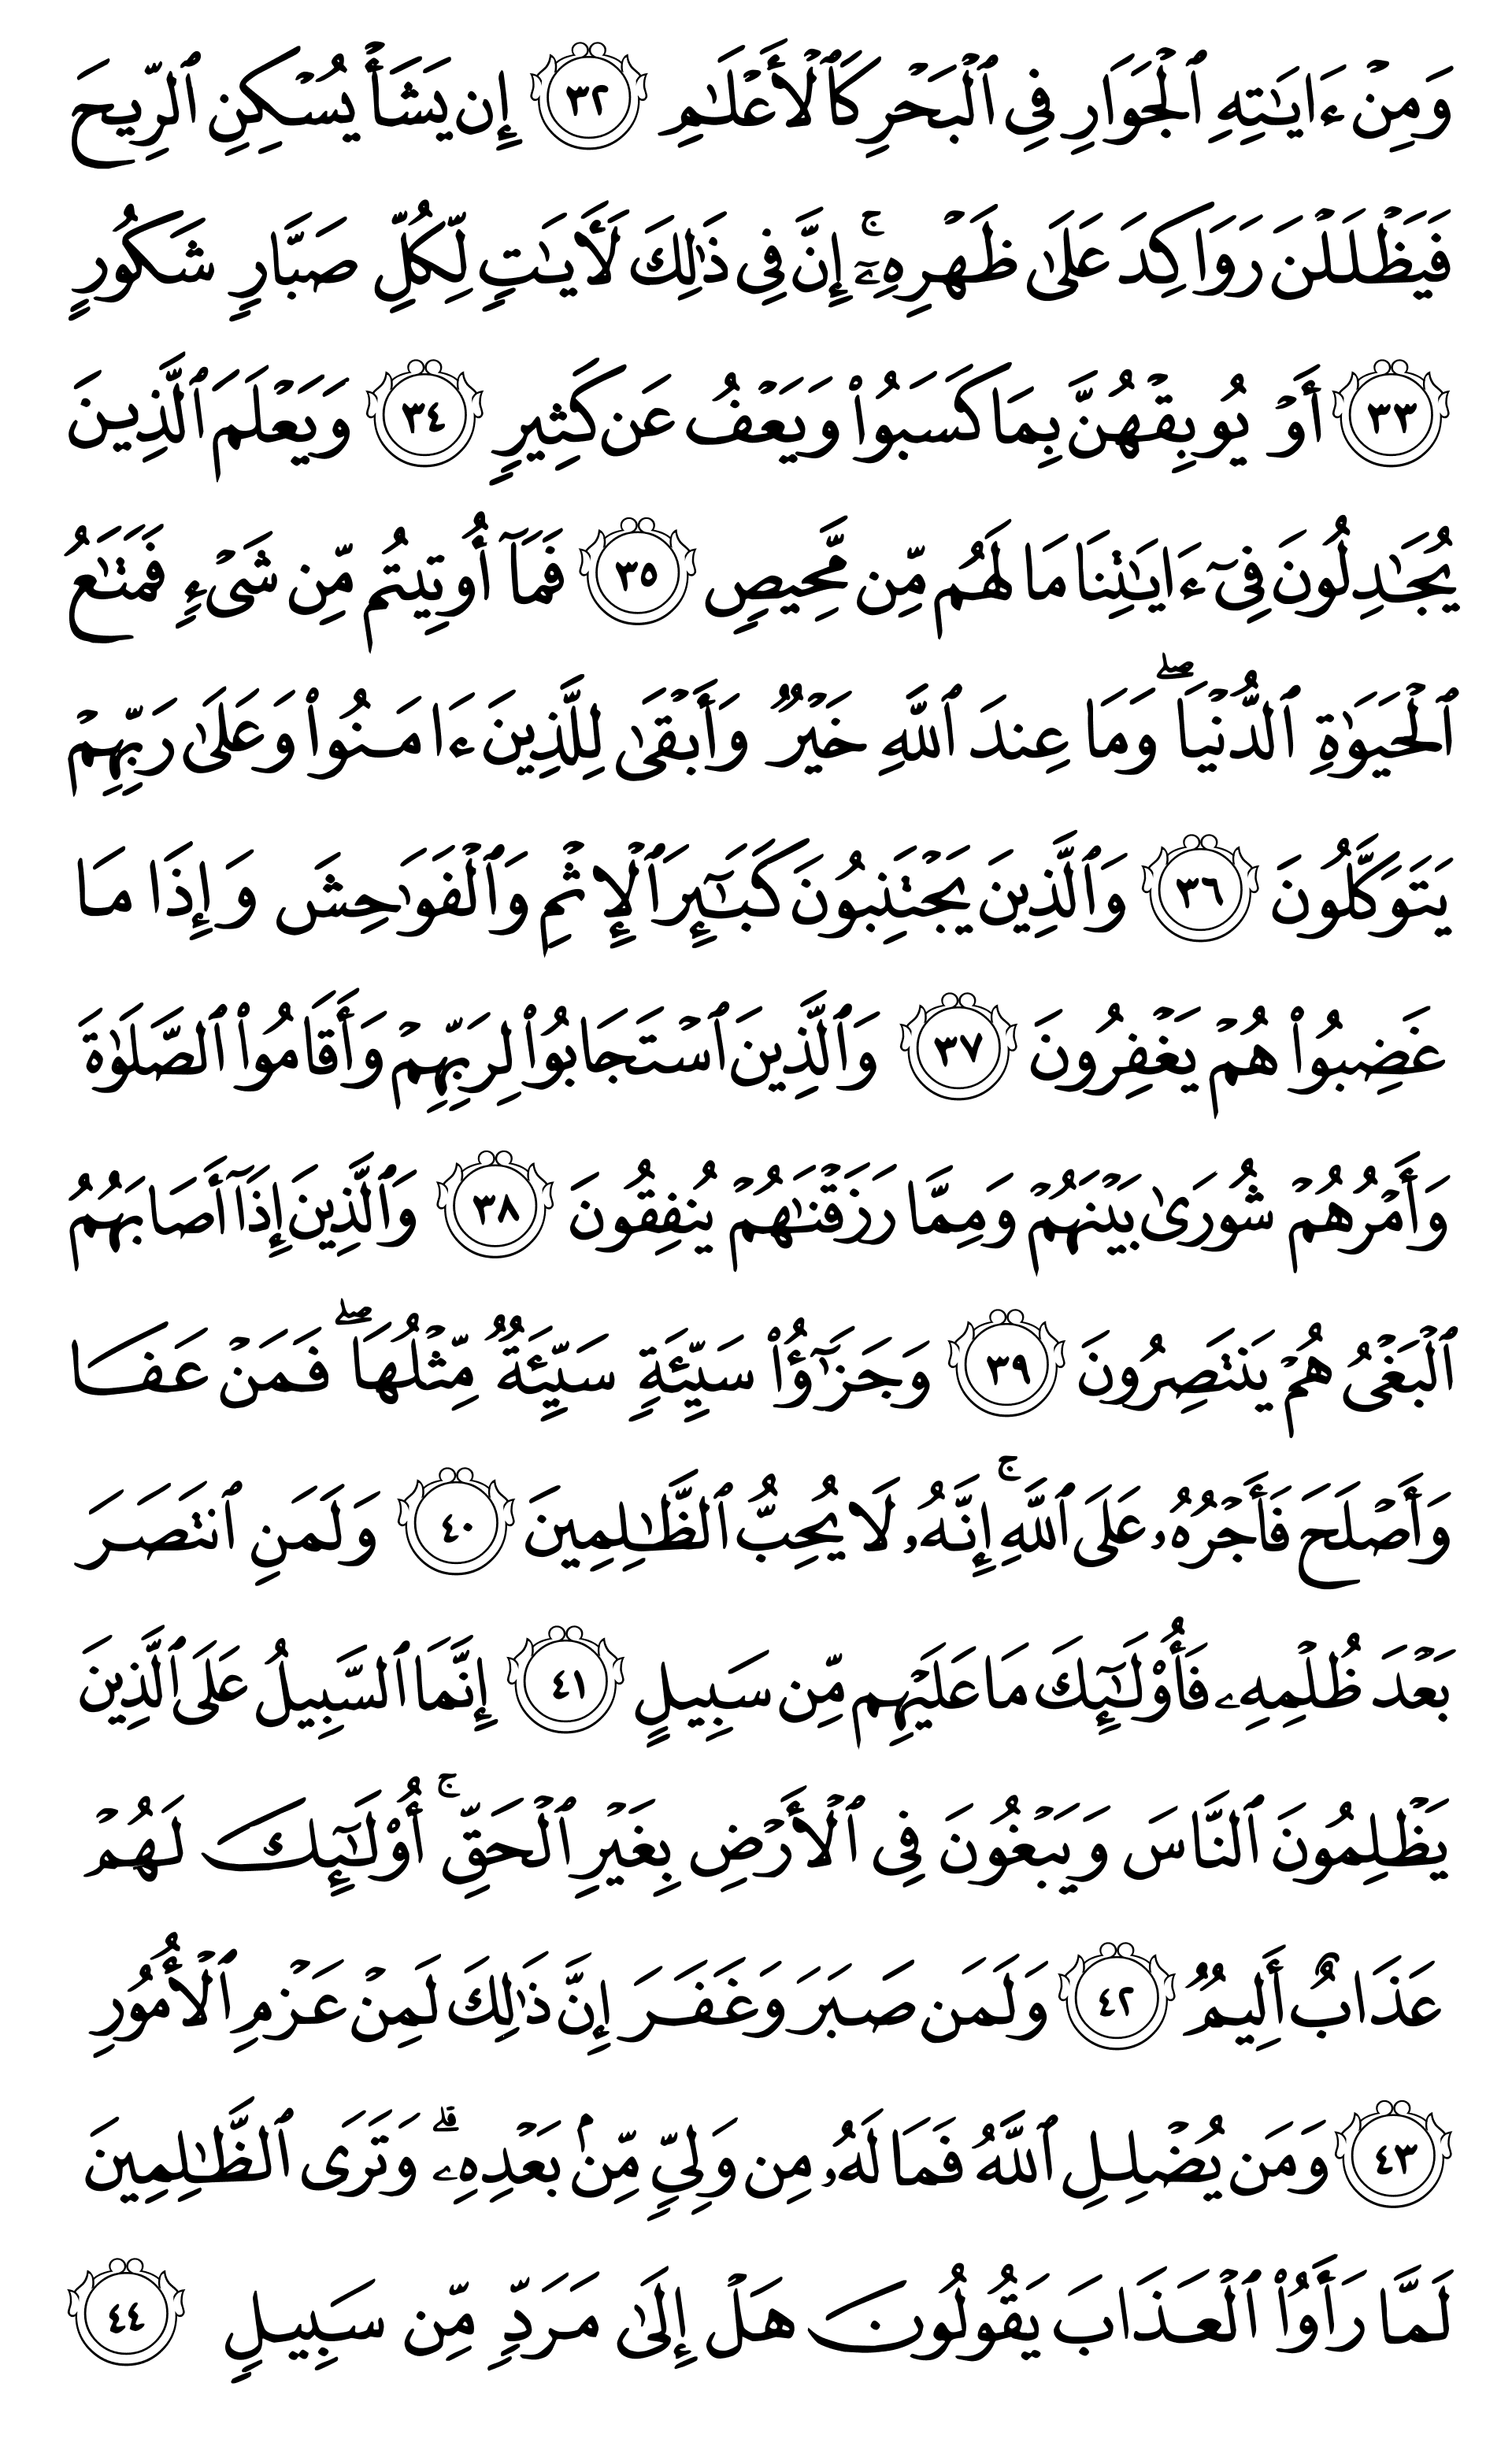 وَمِنْ ءَايَـٰتِهِ ٱلْجَوَارِ فِى ٱلْبَحْرِ كَٱلْأَعْلَـٰمِ ٣٢ إِن يَشَأْ يُسْكِنِ ٱلرِّيحَ
فَيَظْلَلْنَ رَوَاكِدَ عَلَىٰ ظَهْرِهِۦٓ ۚ إِنَّ فِى ذَٰلِكَ لَـَٔايَـٰتٍ لِّكُلِّ صَبَّارٍ شَكُورٍ
٣٣ أَوْ يُوبِقْهُنَّ بِمَا كَسَبُوا۟ وَيَعْفُ عَن كَثِيرٍ ٣٤ وَيَعْلَمَ ٱلَّذِينَ
يُجَـٰدِلُونَ فِىٓ ءَايَـٰتِنَا مَا لَهُم مِّن مَّحِيصٍ ٣٥ فَمَآ أُوتِيتُم مِّن شَىْءٍ فَمَتَـٰعُ
ٱلْحَيَوٰةِ ٱلدُّنْيَا ۖ وَمَا عِندَ ٱللَّهِ خَيْرٌ وَأَبْقَىٰ لِلَّذِينَ ءَامَنُوا۟ وَعَلَىٰ رَبِّهِمْ
يَتَوَكَّلُونَ ٣٦ وَٱلَّذِينَ يَجْتَنِبُونَ كَبَـٰٓئِرَ ٱلْإِثْمِ وَٱلْفَوَٰحِشَ وَإِذَا مَا
غَضِبُوا۟ هُمْ يَغْفِرُونَ ٣٧ وَٱلَّذِينَ ٱسْتَجَابُوا۟ لِرَبِّهِمْ وَأَقَامُوا۟ ٱلصَّلَوٰةَ
وَأَمْرُهُمْ شُورَىٰ بَيْنَهُمْ وَمِمَّا رَزَقْنَـٰهُمْ يُنفِقُونَ ٣٨ وَٱلَّذِينَ إِذَآ أَصَابَهُمُ
ٱلْبَغْىُ هُمْ يَنتَصِرُونَ ٣٩ وَجَزَٰٓؤُا۟ سَيِّئَةٍ سَيِّئَةٌ مِّثْلُهَا ۖ فَمَنْ عَفَا
وَأَصْلَحَ فَأَجْرُهُۥ عَلَى ٱللَّهِ ۚ إِنَّهُۥ لَا يُحِبُّ ٱلظَّـٰلِمِينَ ٤٠ وَلَمَنِ ٱنتَصَرَ
بَعْدَ ظُلْمِهِۦ فَأُو۟لَـٰٓئِكَ مَا عَلَيْهِم مِّن سَبِيلٍ ٤١ إِنَّمَا ٱلسَّبِيلُ عَلَى ٱلَّذِينَ
يَظْلِمُونَ ٱلنَّاسَ وَيَبْغُونَ فِى ٱلْأَرْضِ بِغَيْرِ ٱلْحَقِّ ۚ أُو۟لَـٰٓئِكَ لَهُمْ
عَذَابٌ أَلِيمٌ ٤٢ وَلَمَن صَبَرَ وَغَفَرَ إِنَّ ذَٰلِكَ لَمِنْ عَزْمِ ٱلْأُمُورِ
٤٣ وَمَن يُضْلِلِ ٱللَّهُ فَمَا لَهُۥ مِن وَلِىٍّ مِّنۢ بَعْدِهِۦ ۗ وَتَرَى ٱلظَّـٰلِمِينَ
لَمَّا رَأَوُا۟ ٱلْعَذَابَ يَقُولُونَ هَلْ إِلَىٰ مَرَدٍّ مِّن سَبِيلٍ ٤٤